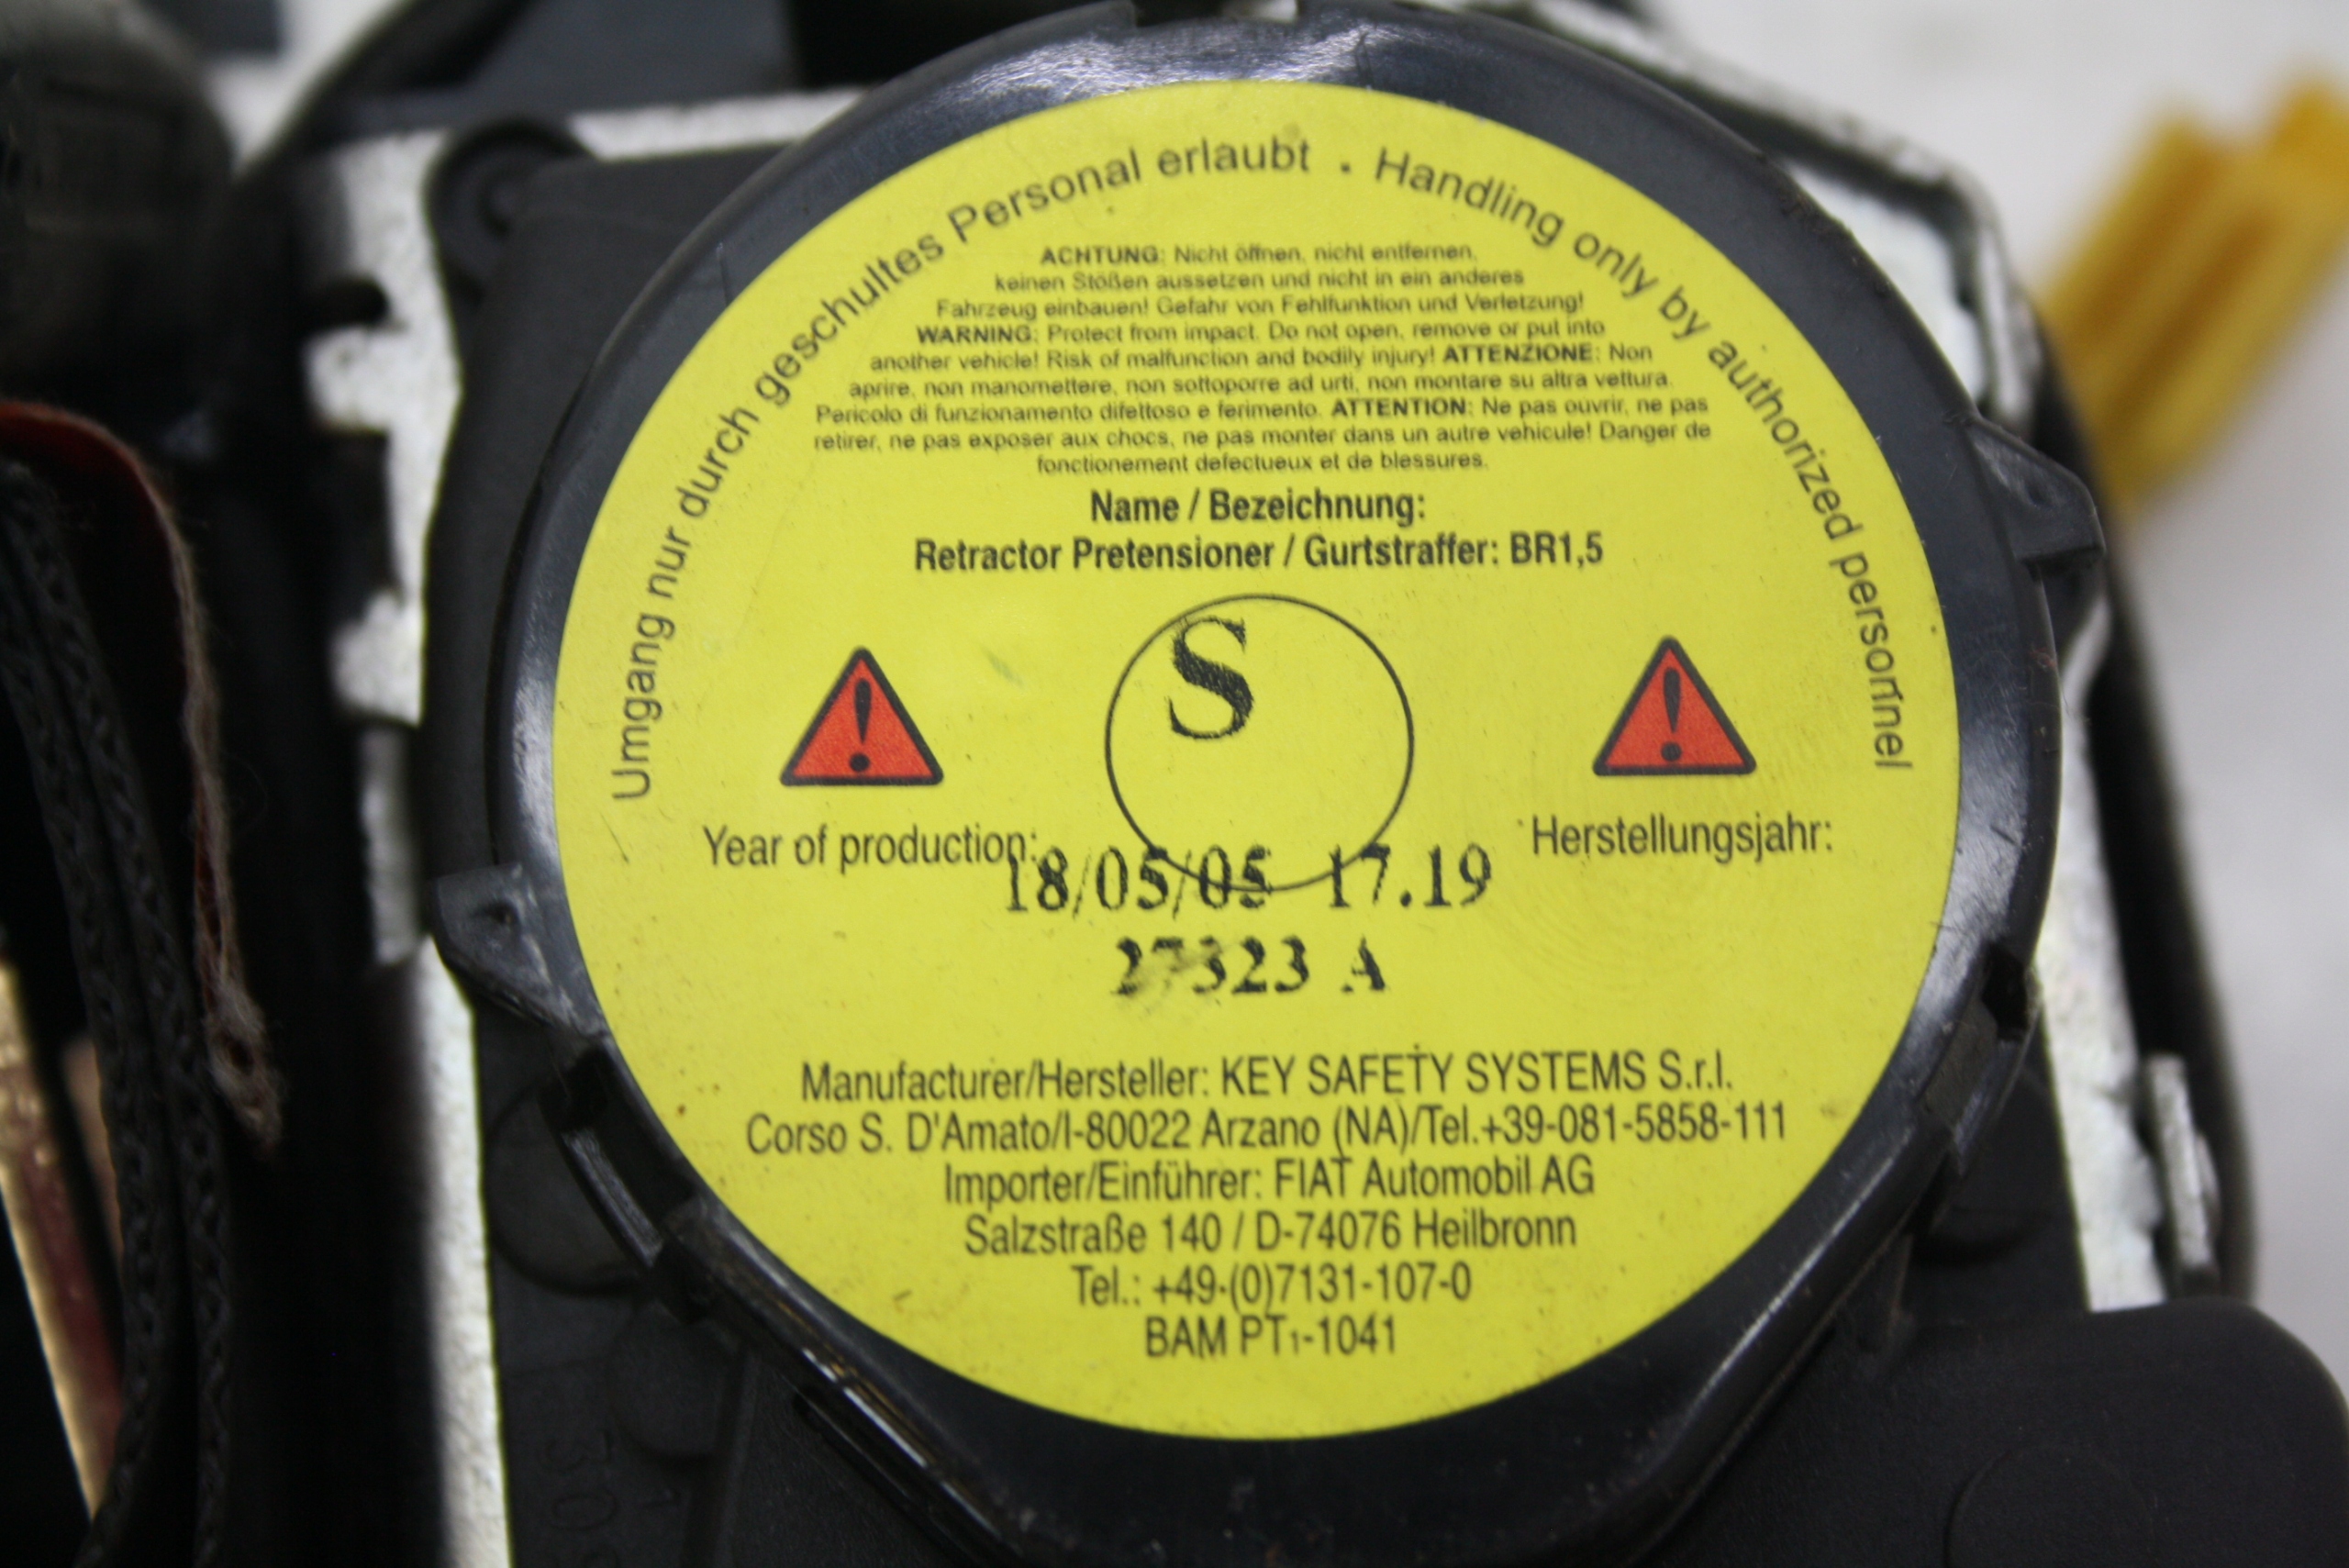 Umgang nur durch geschultes Personal erlaubt . Handling only by authorized personnel
ACHTUNG: Nicht öffnen, nicht entfernen,
keinen Stößen aussetzen und nicht in ein anderes
Fahrzeug einbauen! Gefahr von Fehlfunktion und Verletzung!
WARNING: Protect from impact. Do not open, remove or put into
another vehicle! Risk of malfunction and bodily injury! ATTENZIONE: Non
aprire, non manomettere, non sottoporre ad urti, non montare su altra vettura.
Pericolo di funzionamento difettoso e ferimento. ATTENTION: Ne pas ouvrir, ne pas
retirer, ne pas exposer aux chocs, ne pas monter dans un autre vehicule! Danger de
fonctionement defectueux et de blessures.
Name / Bezeichnung:
Retractor Pretensioner / Gurtstraffer: BR1,5
S
Year of production:
Herstellungsjahr:
18/05/05 17.19
27323 A
Manufacturer/Hersteller: KEY SAFETY SYSTEMS S.r.l.
Corso S. D'Amato/I-80022 Arzano (NA)/Tel.+39-081-5858-111
Importer/Einführer: FIAT Automobil AG
Salzstraße 140 / D-74076 Heilbronn
Tel.: +49-(0)7131-107-0
BAM PT₁-1041